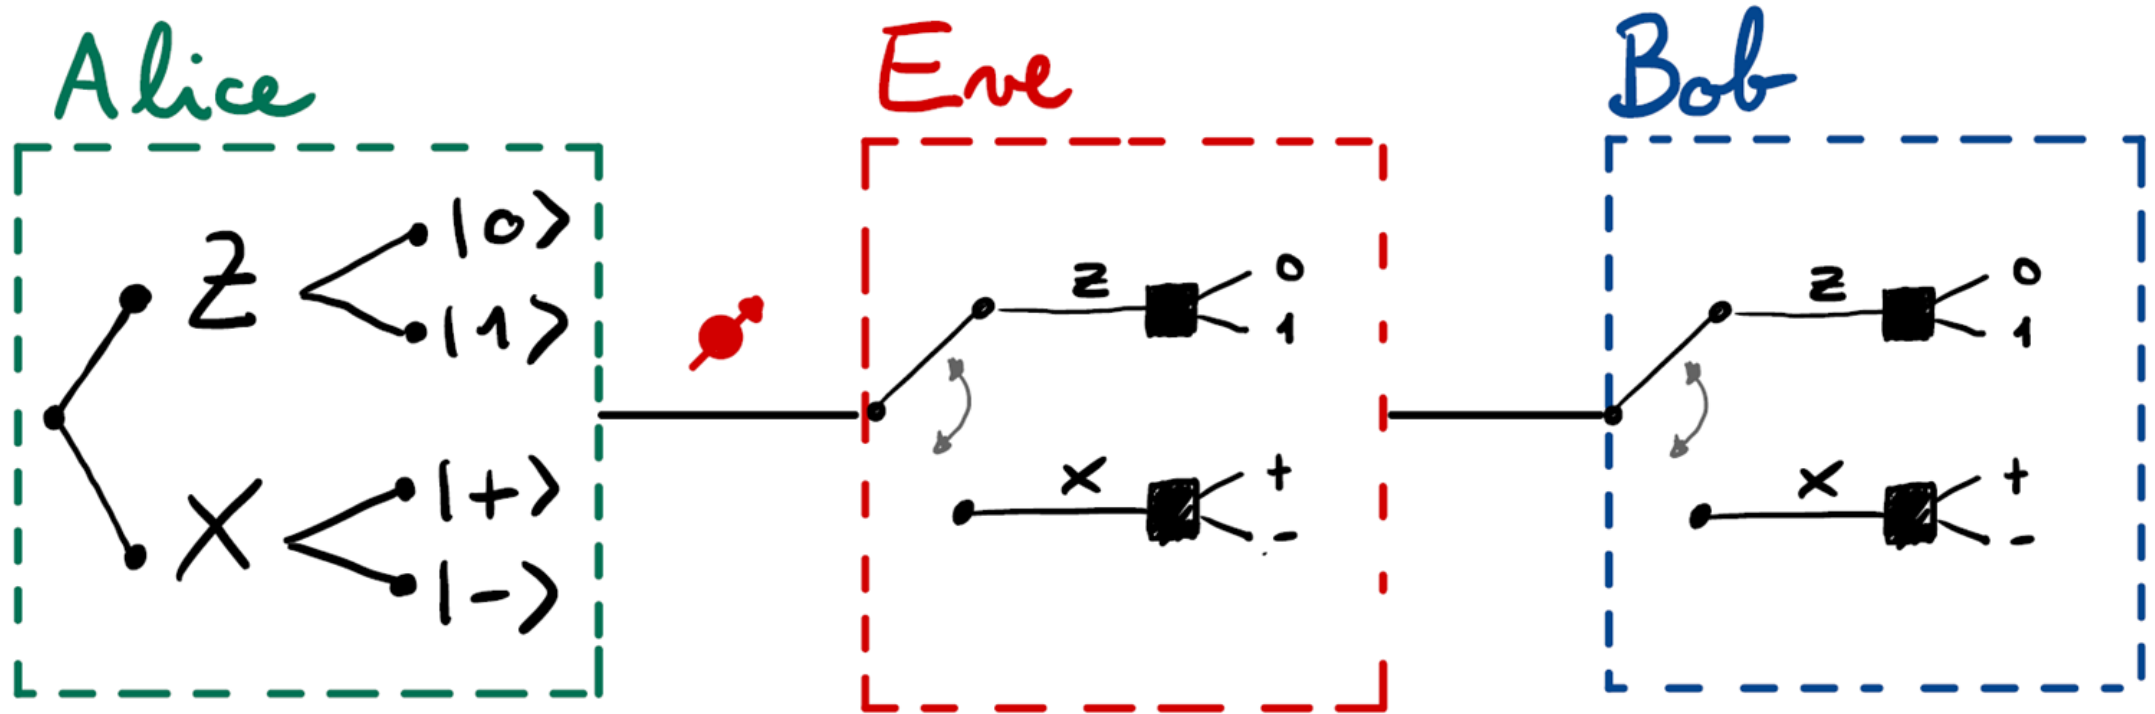 Alice
Eve
Bob
Z
|0>
|1>
X
|+>
|->
Z
0
1
X
+
-
Z
0
1
X
+
-